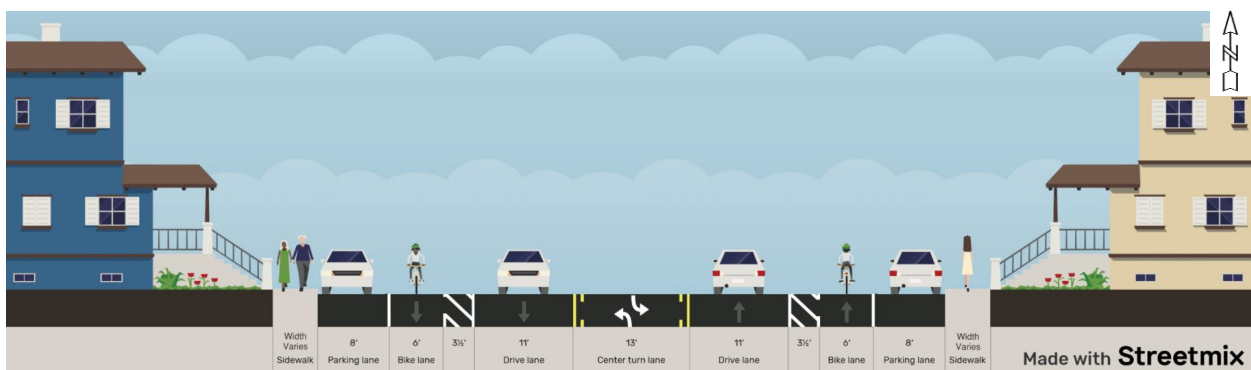 N
Width
Varies
Sidewalk
8'
Parking lane
6'
Bike lane
3½'
11'
Drive lane
13'
Center turn lane
11'
Drive lane
3½'
6'
Bike lane
8'
Parking lane
Width
Varies
Sidewalk
Made with Streetmix